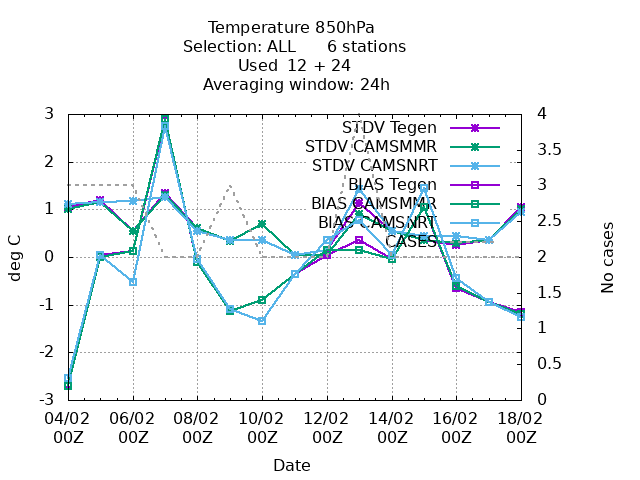 Temperature 850hPa
Selection: ALL 6 stations
Used 12 + 24
Averaging window: 24h
3
2
1
0
-1
-2
-3
deg C
4
3.5
3
2.5
2
1.5
1
0.5
0
No cases
STDV Tegen
STDV CAMSMMR
STDV CAMSNRT
BIAS Tegen
BIAS CAMSMMR
BIAS CAMSNRT
CASES
04/02 06/02 08/02 10/02 12/02 14/02 16/02 18/02
00Z 00Z 00Z 00Z 00Z 00Z 00Z 00Z
Date